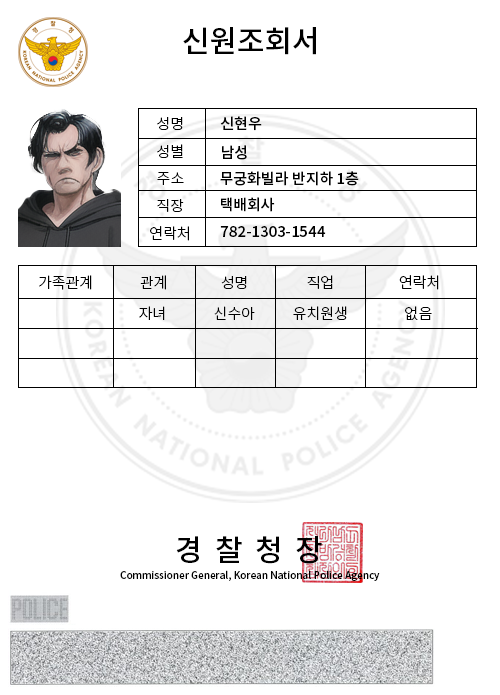 경 찰 청
KOREAN NATIONAL POLICE AGENCY
신원조회서
성명 신현우
성별 남성
주소 무궁화빌라 반지하 1층
직장 택배회사
연락처 782-1303-1544
가족관계 관계 성명 직업 연락처
자녀 신수아 유치원생 없음
KOREAN NATIONAL POLICE AGENCY
경 찰 청 장
Commissioner General, Korean National Police Agency
POLICE